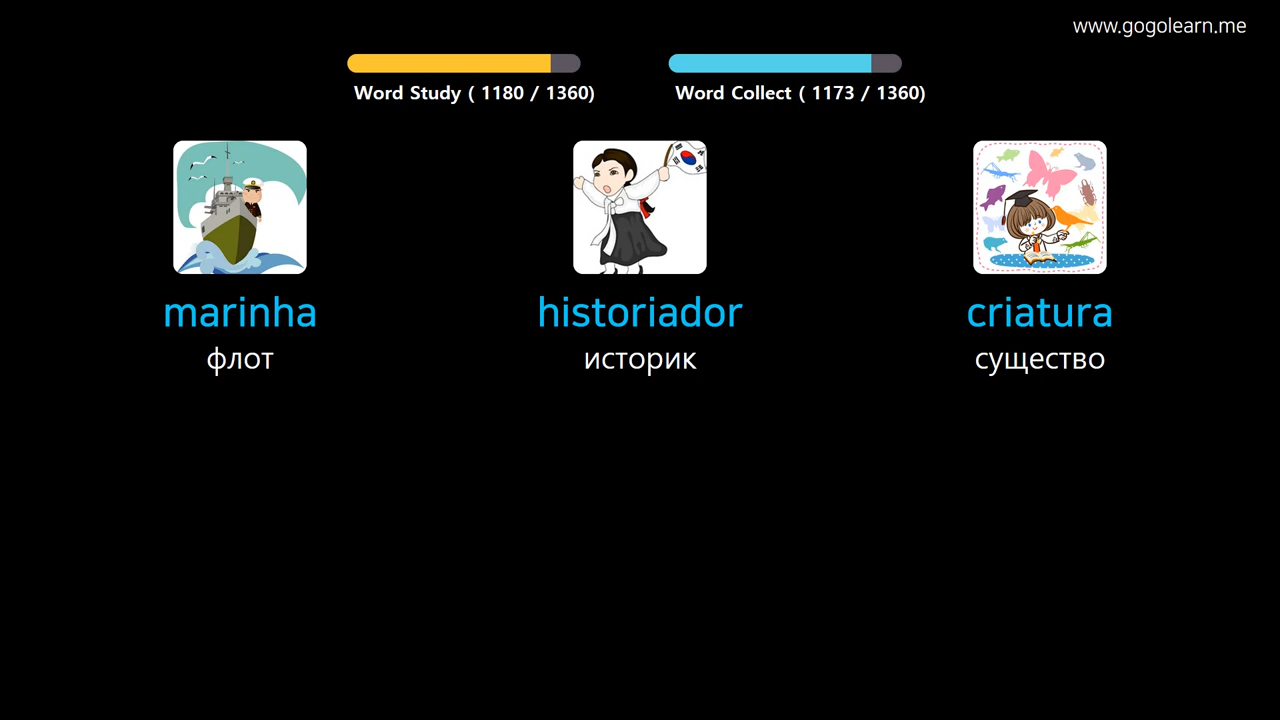 www.gogolearn.me
Word Study ( 1180 / 1360)
Word Collect ( 1173 / 1360)
marinha
historiador
criatura
флот
историк
существо